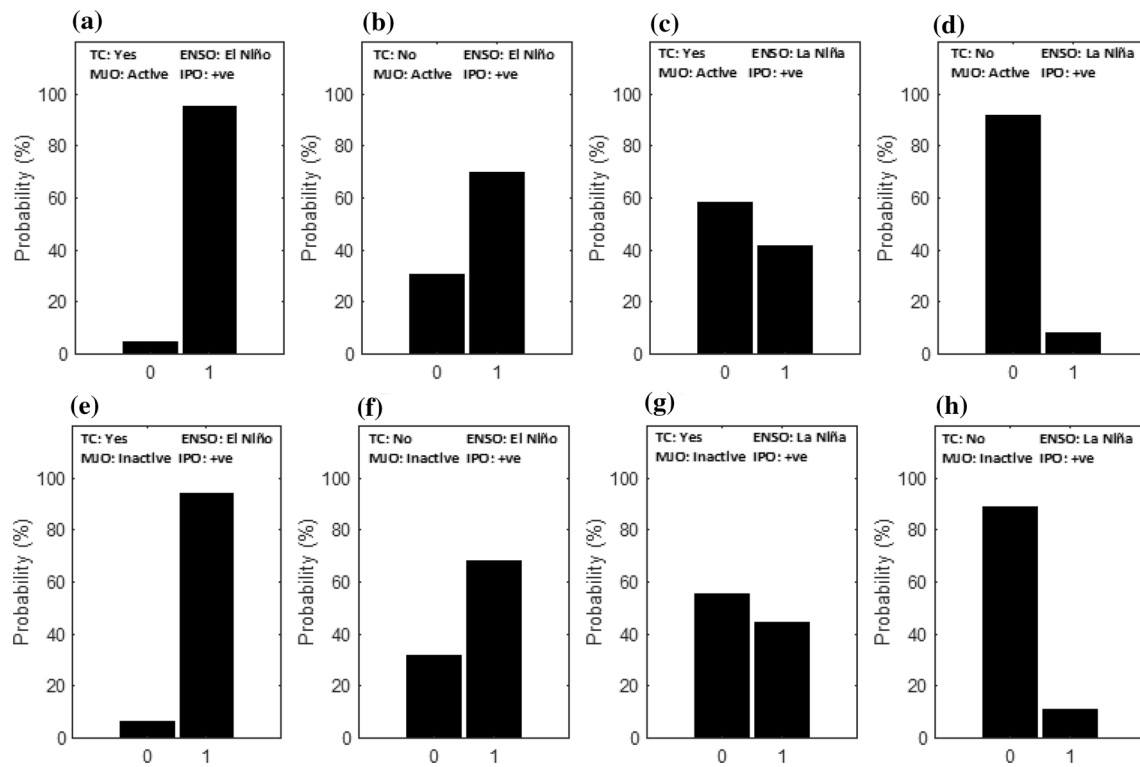 (a)
TC: Yes ENSO: El Niño
MJO: Active IPO: +ve
100
80
60
40
20
0
Probability (%)
0 1
(b)
TC: No ENSO: El Niño
MJO: Active IPO: +ve
100
80
60
40
20
0
Probability (%)
0 1
(c)
TC: Yes ENSO: La Niña
MJO: Active IPO: +ve
100
80
60
40
20
0
Probability (%)
0 1
(d)
TC: No ENSO: La Niña
MJO: Active IPO: +ve
100
80
60
40
20
0
Probability (%)
0 1
(e)
TC: Yes ENSO: El Niño
MJO: Inactive IPO: +ve
100
80
60
40
20
0
Probability (%)
0 1
(f)
TC: No ENSO: El Niño
MJO: Inactive IPO: +ve
100
80
60
40
20
0
Probability (%)
0 1
(g)
TC: Yes ENSO: La Niña
MJO: Inactive IPO: +ve
100
80
60
40
20
0
Probability (%)
0 1
(h)
TC: No ENSO: La Niña
MJO: Inactive IPO: +ve
100
80
60
40
20
0
Probability (%)
0 1